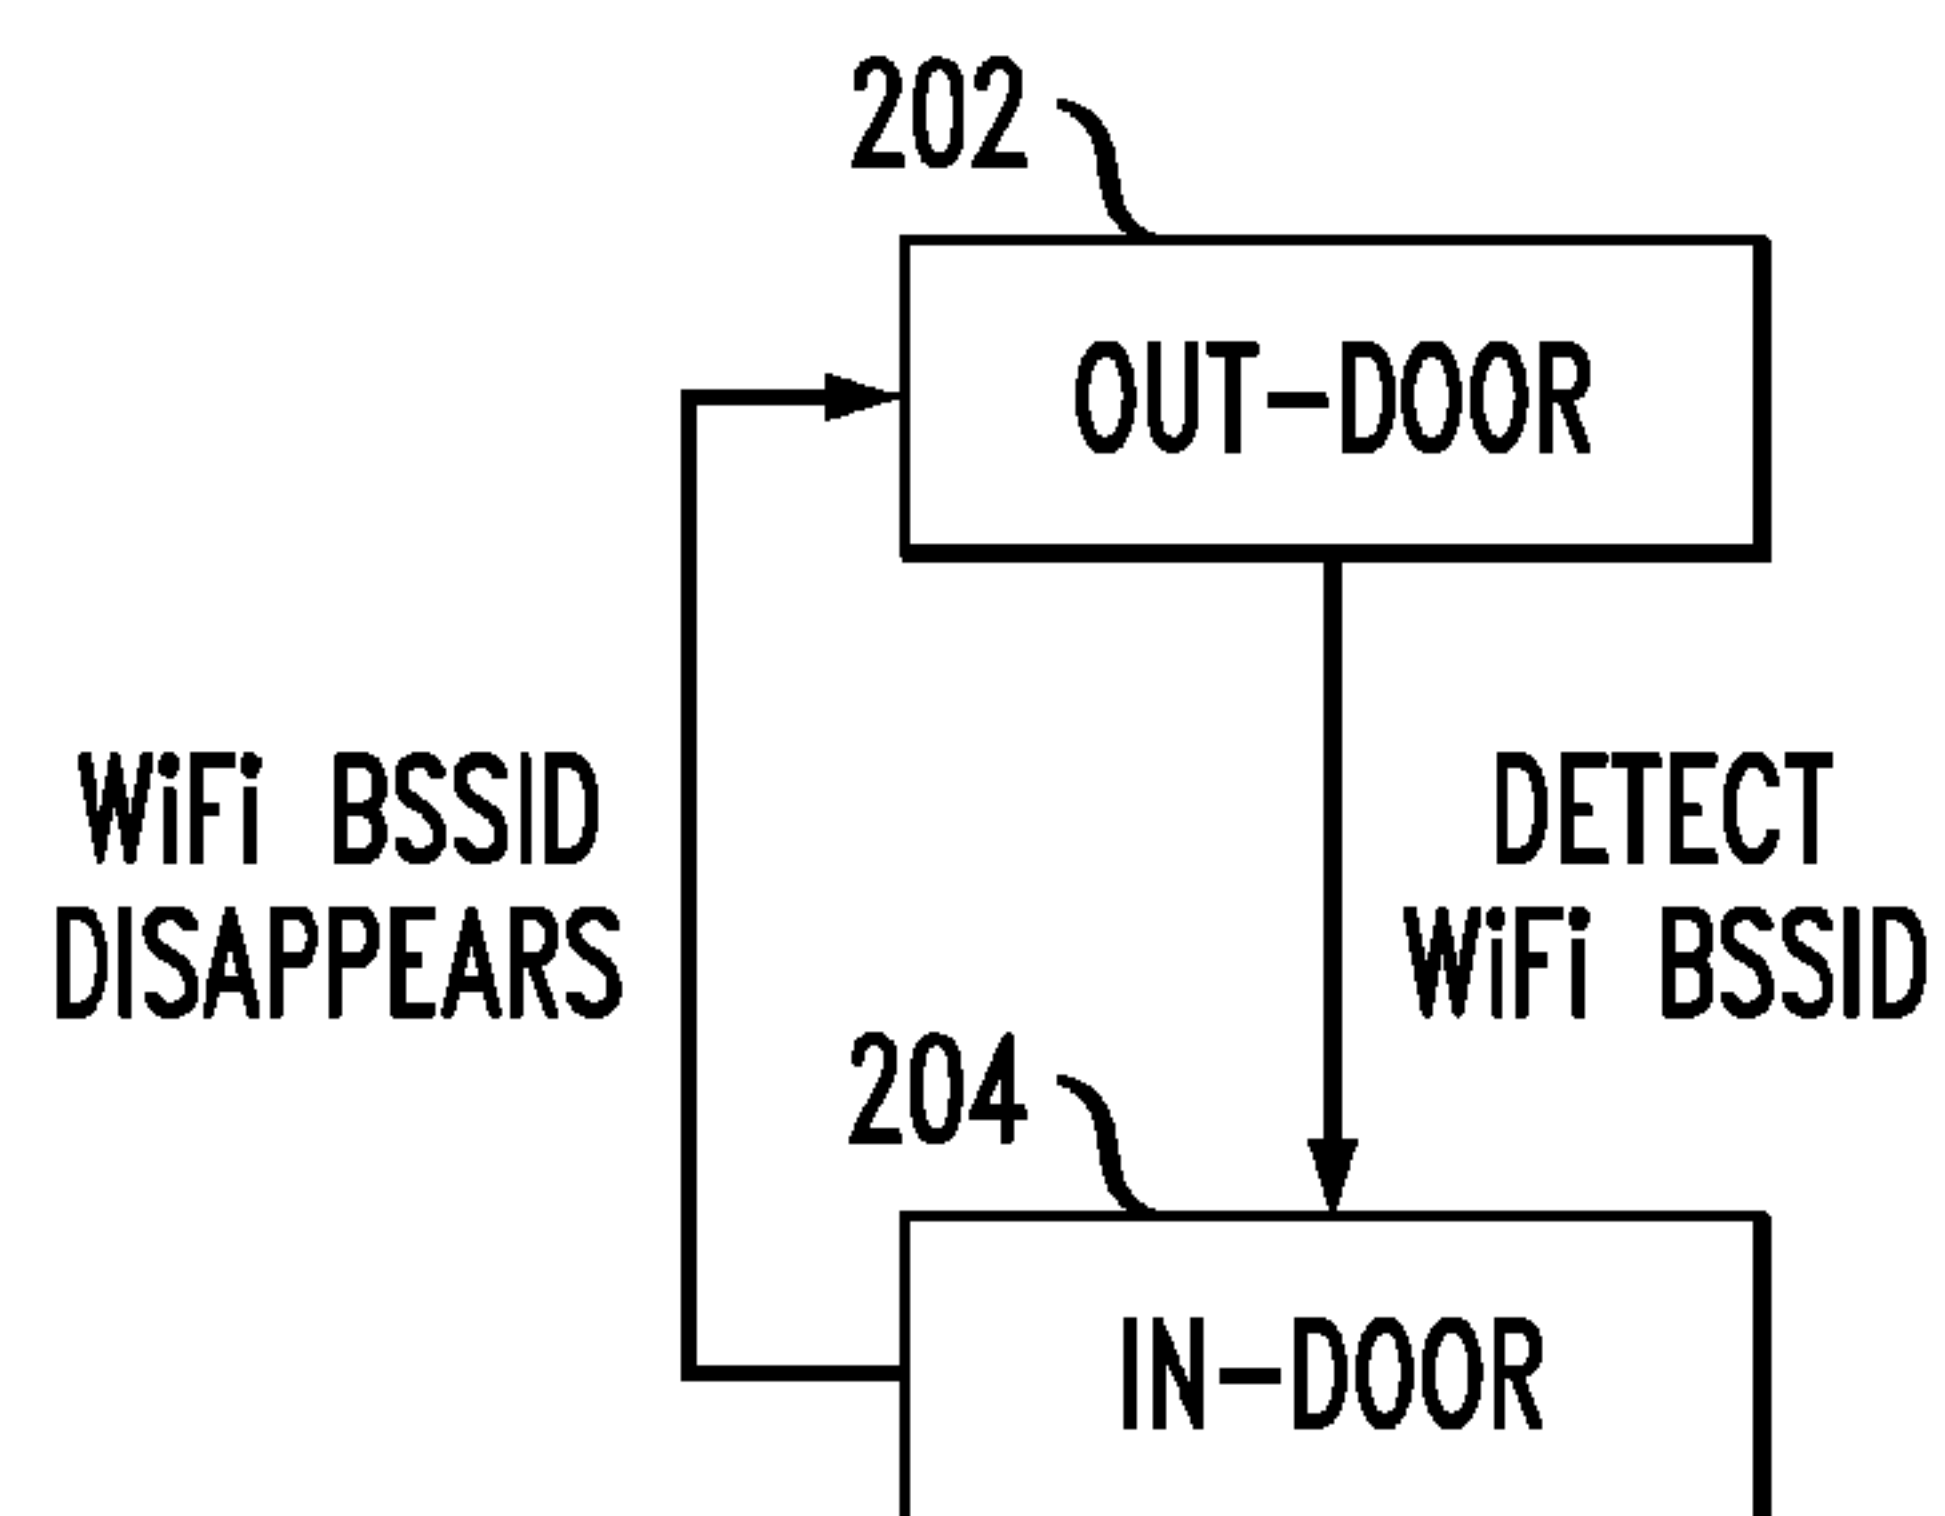 202
OUT-DOOR
WiFi BSSID
DISAPPEARS
DETECT
WiFi BSSID
204
IN-DOOR